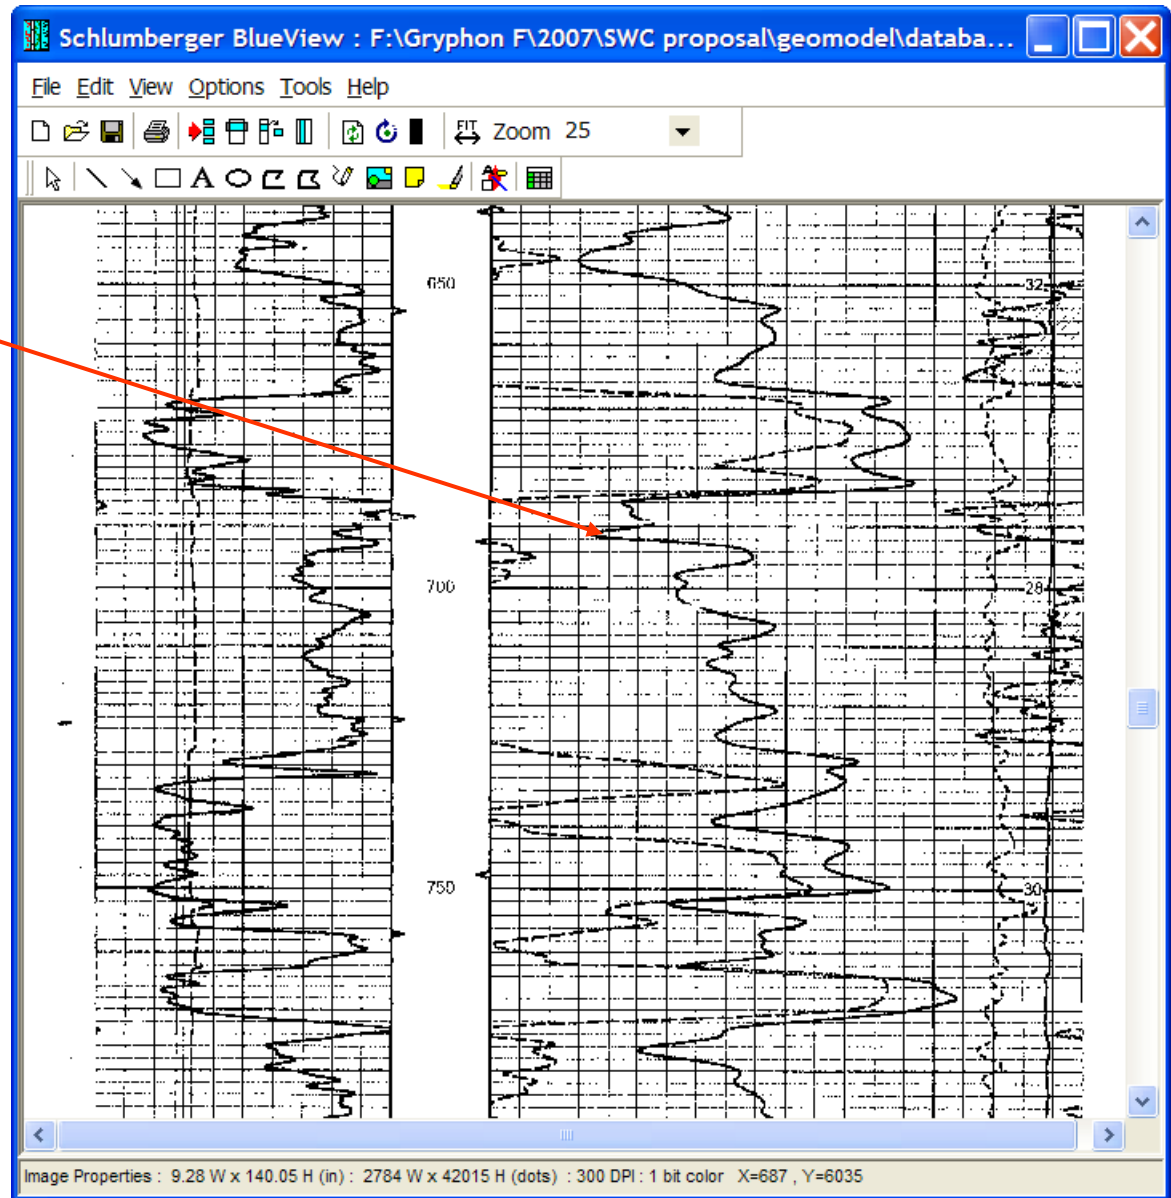 Schlumberger BlueView : F:\Gryphon F\2007\SWC proposal\geomodel\databa...
File Edit View Options Tools Help
FIT Zoom 25
A
650 32
700 28
750 30
Image Properties : 9.28 W x 140.05 H (in) : 2784 W x 42015 H (dots) : 300 DPI : 1 bit color X=687 , Y=6035